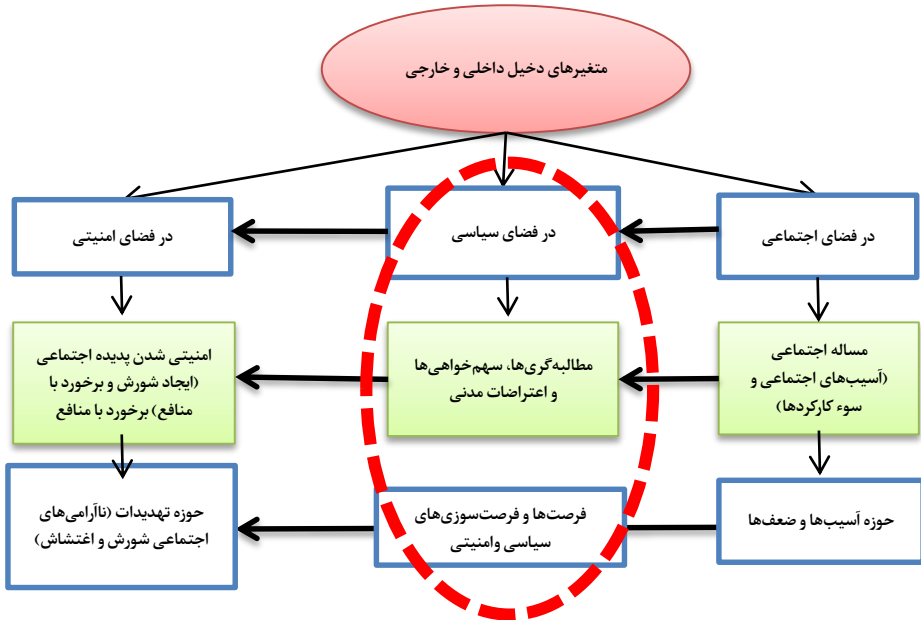 متغیرهای دخیل داخلی و خارجی
در فضای اجتماعی
در فضای سیاسی
در فضای امنیتی
مساله اجتماعی
(آسیب‌های اجتماعی و
سوء کارکردها)
مطالبه‌گری‌ها، سهم‌خواهی‌ها
و اعتراضات مدنی
امنیتی شدن پدیده اجتماعی
(ایجاد شورش و برخورد با
منافع) برخورد با منافع
حوزه آسیب‌ها و ضعف‌ها
فرصت‌ها و فرصت‌سوزی‌های
سیاسی وامنیتی
حوزه تهدیدات (ناآرامی‌های
اجتماعی شورش و اغتشاش)